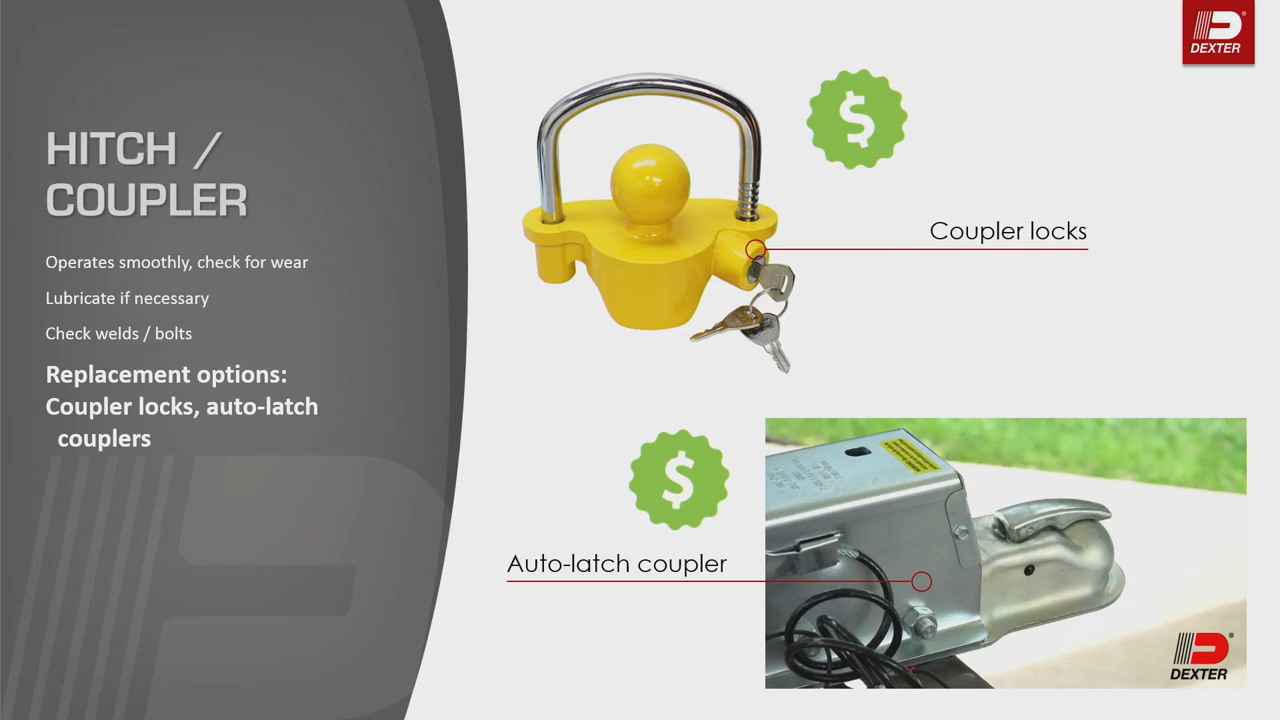 HITCH /
COUPLER
Operates smoothly, check for wear
Lubricate if necessary
Check welds / bolts
Replacement options:
Coupler locks, auto-latch
couplers
DEXTER
$
Coupler locks
$
Auto-latch coupler
DEXTER